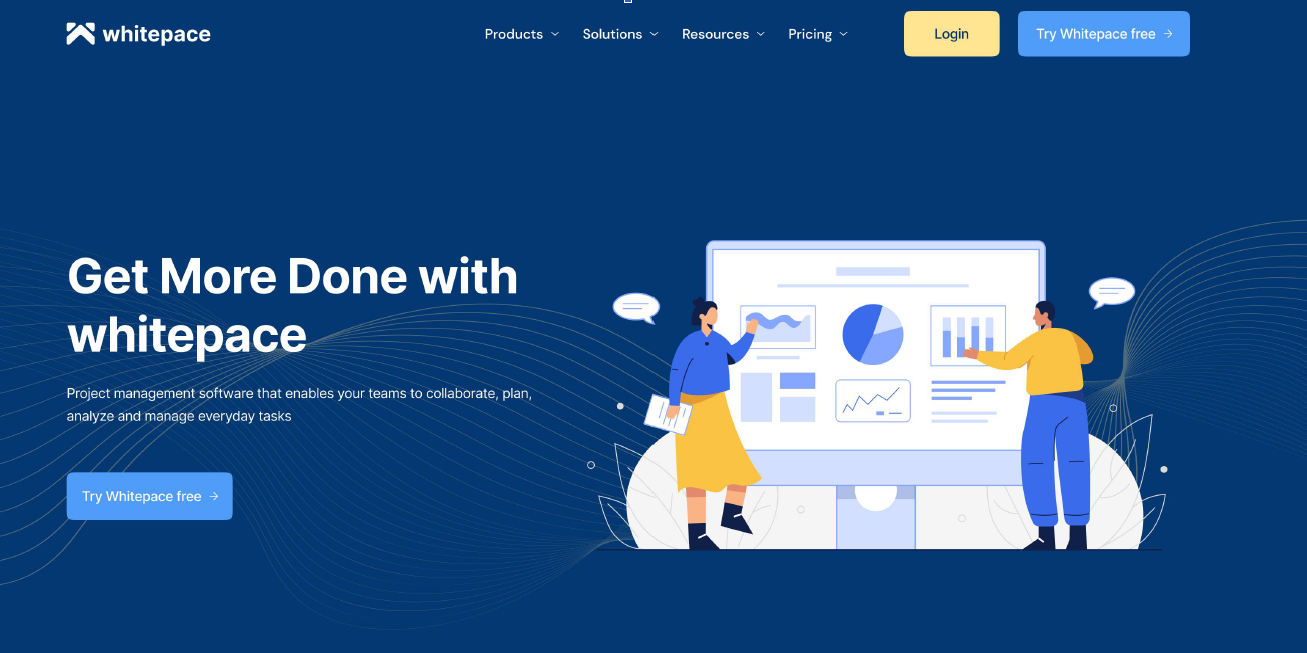 whitepace
Products
Solutions
Resources
Pricing
Login
Try Whitepace free
Get More Done with
whitepace
Project management software that enables your teams to collaborate, plan,
analyze and manage everyday tasks
Try Whitepace free